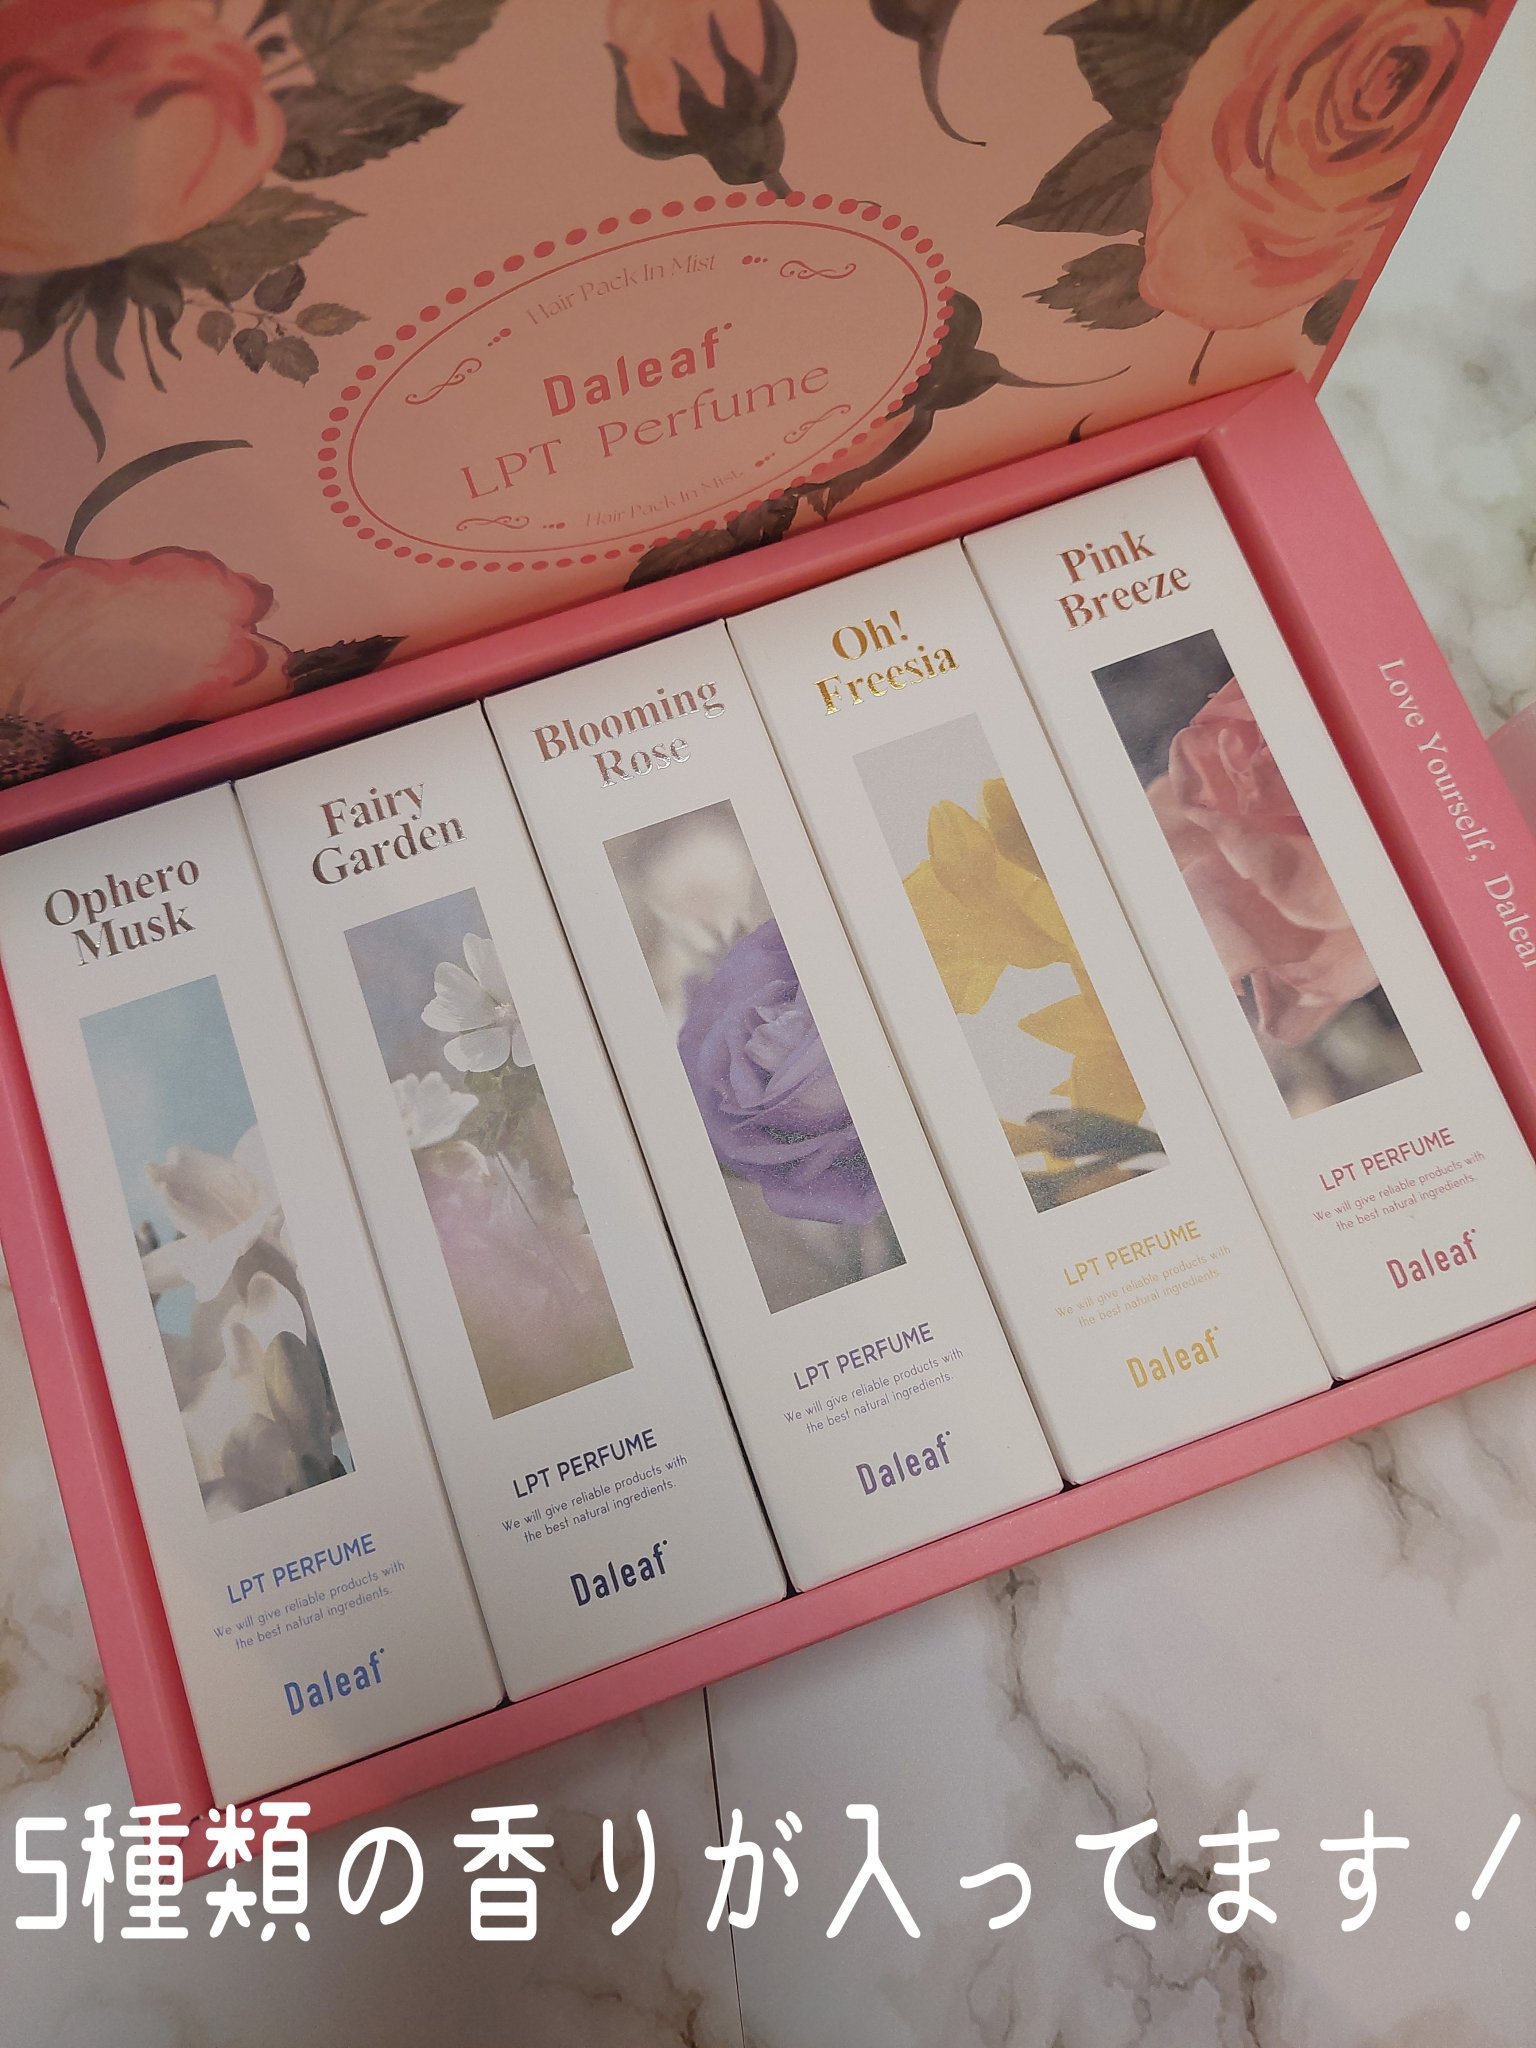 Hair Pack In Mist
Daleaf
LPT Perfume
Hair Pack In Mist
Ophero
Musk
LPT PERFUME
We will give reliable products with
the best natural ingredients.
Daleaf
Fairy
Garden
LPT PERFUME
We will give reliable products with
the best natural ingredients.
Daleaf
Blooming
Rose
LPT PERFUME
We will give reliable products with
the best natural ingredients.
Daleaf
Oh!
Freesia
LPT PERFUME
We will give reliable products with
the best natural ingredients.
Daleaf
Pink
Breeze
LPT PERFUME
We will give reliable products with
the best natural ingredients.
Daleaf
Love Yourself, Daleaf
5種類の香りが入ってます!